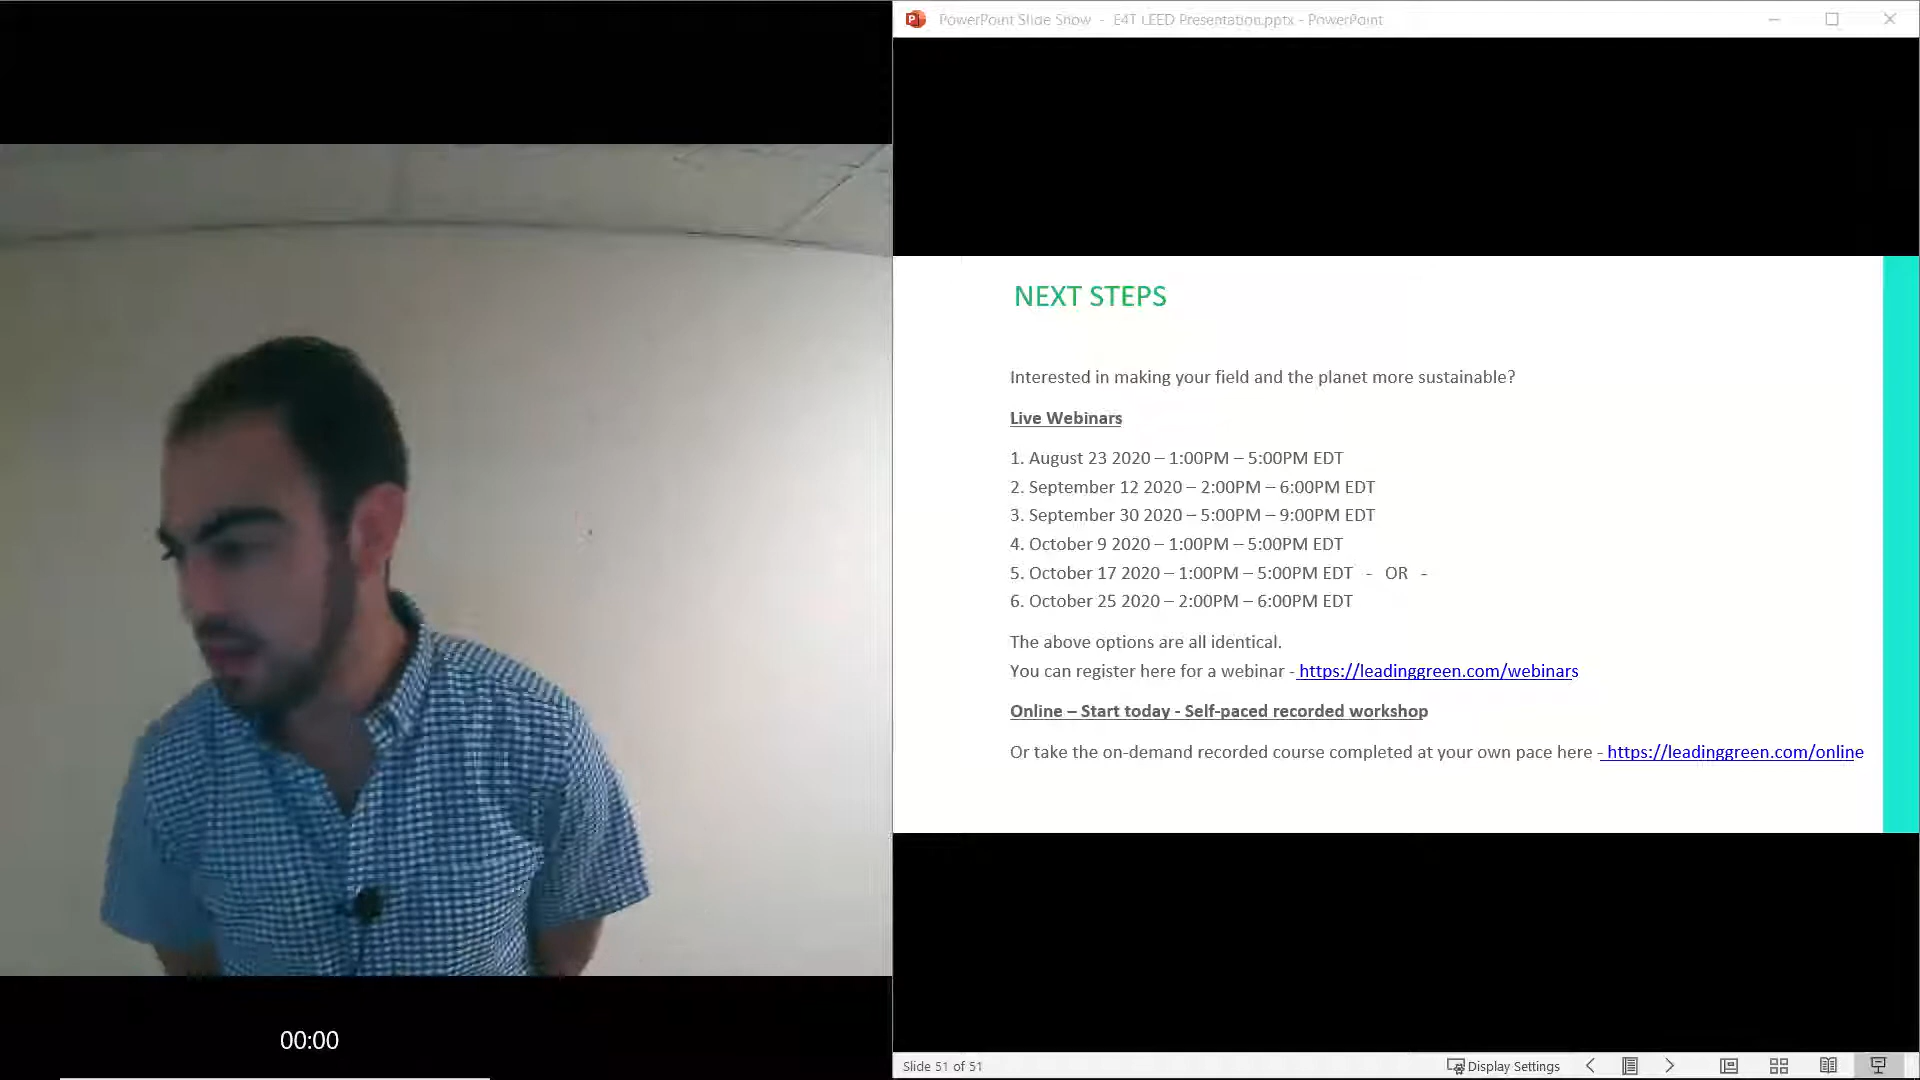 PowerPoint Slide Show - E4T LEED Presentation.pptx - PowerPoint
NEXT STEPS
Interested in making your field and the planet more sustainable?
Live Webinars
1. August 23 2020 – 1:00PM – 5:00PM EDT
2. September 12 2020 – 2:00PM – 6:00PM EDT
3. September 30 2020 – 5:00PM – 9:00PM EDT
4. October 9 2020 – 1:00PM – 5:00PM EDT
5. October 17 2020 – 1:00PM – 5:00PM EDT - OR -
6. October 25 2020 – 2:00PM – 6:00PM EDT
The above options are all identical.
You can register here for a webinar - https://leadinggreen.com/webinars
Online – Start today - Self-paced recorded workshop
Or take the on-demand recorded course completed at your own pace here - https://leadinggreen.com/online
00:00
Slide 51 of 51
Display Settings